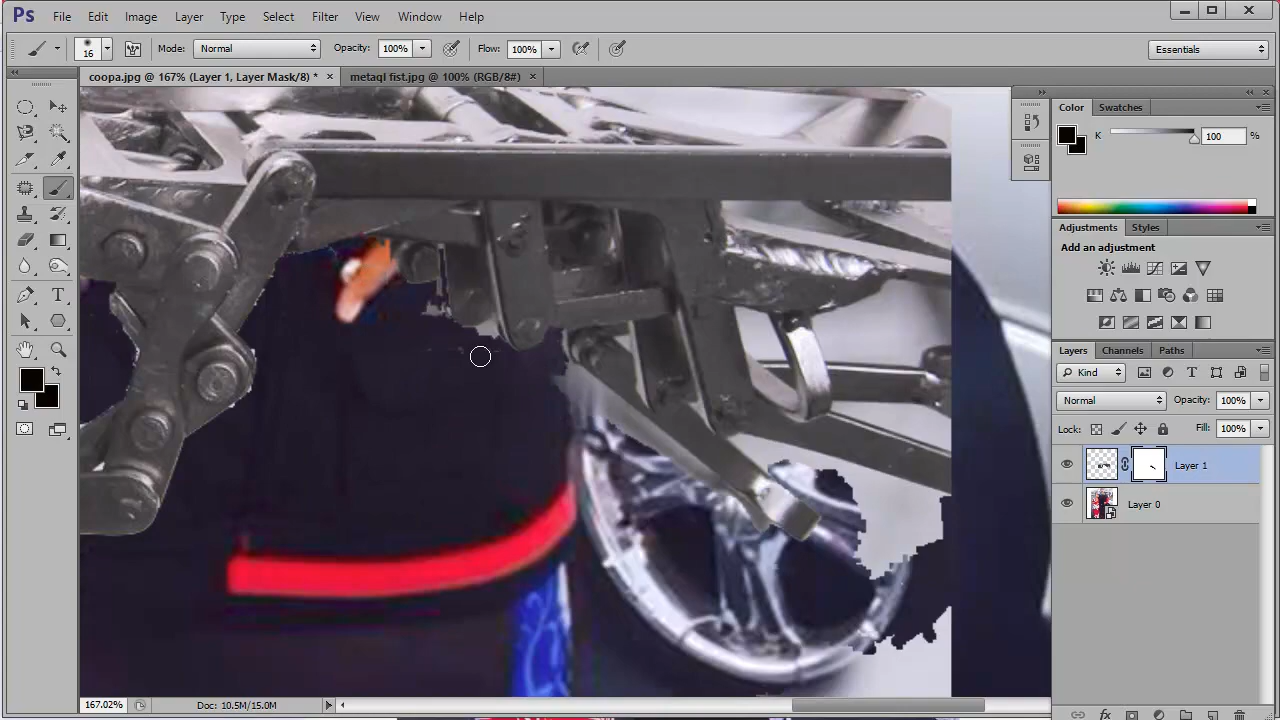 Ps File Edit Image Layer Type Select Filter View Window Help
16 Mode: Normal Opacity: 100% Flow: 100% Essentials
coopa.jpg @ 167% (Layer 1, Layer Mask/8) * × metaql fist.jpg @ 100% (RGB/8#) ×
Color Swatches
K 100 %
Adjustments Styles
Add an adjustment
Layers Channels Paths
Kind
Normal Opacity: 100%
Lock: Fill: 100%
Layer 1
Layer 0
fx
167.02% Doc: 10.5M/15.0M